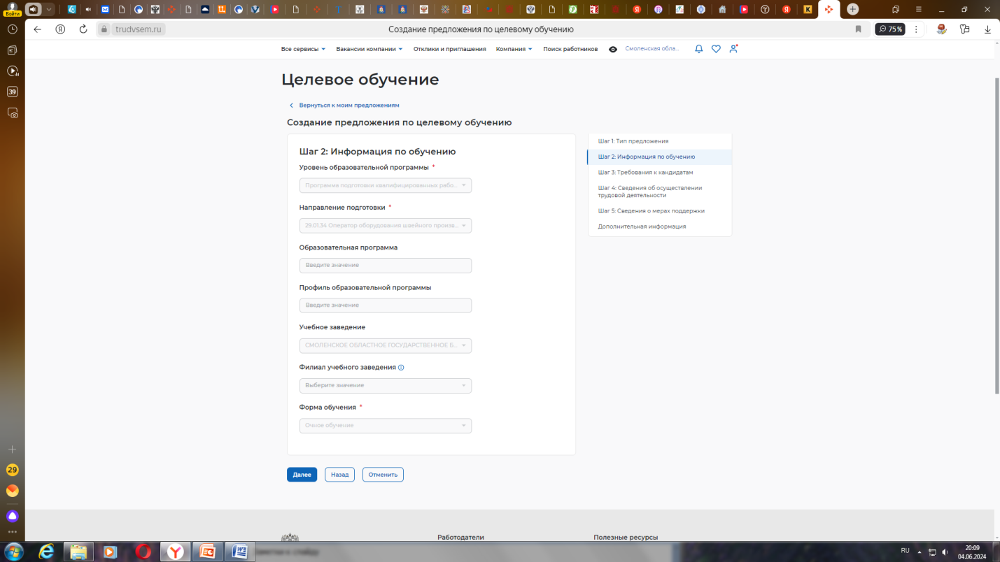 Войти
trudvsem.ru
Создание предложения по целевому обучению
75%
Все сервисы
Вакансии компании
Отклики и приглашения
Компания
Поиск работников
Смоленская обла...
39
Целевое обучение
Вернуться к моим предложениям
Создание предложения по целевому обучению
Шаг 2: Информация по обучению
Уровень образовательной программы *
Программа подготовки квалифицированных рабо...
Направление подготовки *
29.01.34 Оператор оборудования швейного произв...
Образовательная программа
Введите значение
Профиль образовательной программы
Введите значение
Учебное заведение
СМОЛЕНСКОЕ ОБЛАСТНОЕ ГОСУДАРСТВЕННОЕ Б...
Филиал учебного заведения
Выберите значение
Форма обучения *
Очное обучение
Далее
Назад
Отменить
Шаг 1: Тип предложения
Шаг 2: Информация по обучению
Шаг 3: Требования к кандидатам
Шаг 4: Сведения об осуществлении
трудовой деятельности
Шаг 5: Сведения о мерах поддержки
Дополнительная информация
29
Работодатели
Полезные ресурсы
Заметки к слайду
RU
20:09
04.06.2024